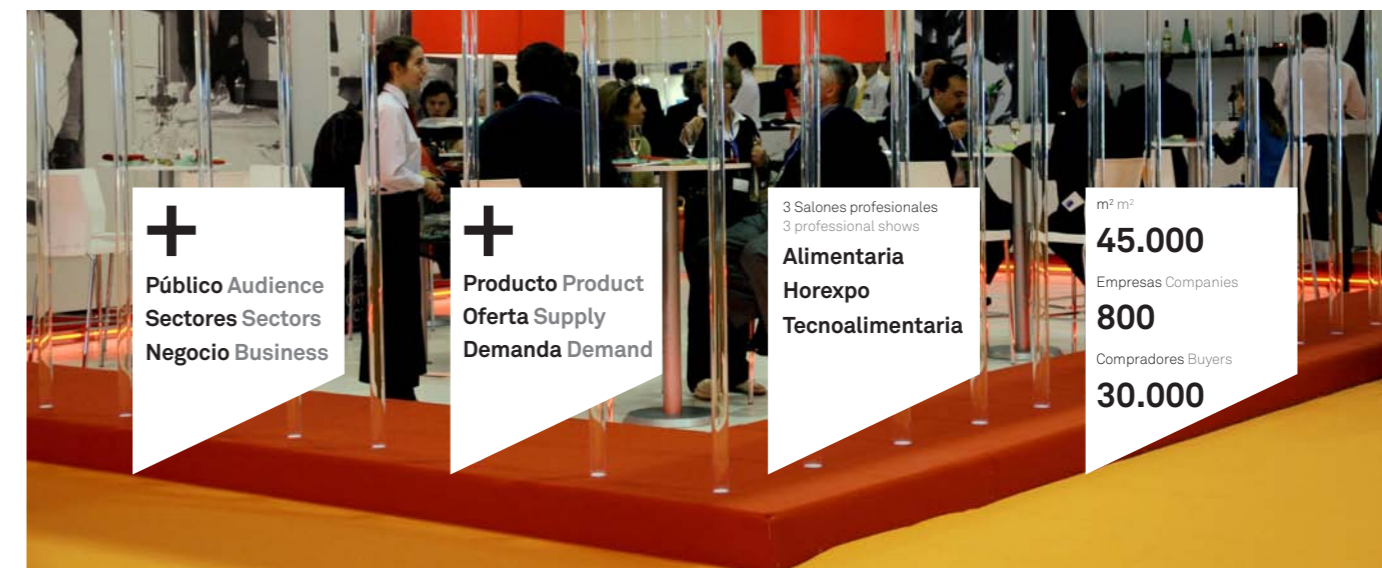 +
Público Audience
Sectores Sectors
Negocio Business
+
Producto Product
Oferta Supply
Demanda Demand
3 Salones profesionales
3 professional shows
Alimentaria
Horexpo
Tecnoalimentaria
m² m²
45.000
Empresas Companies
800
Compradores Buyers
30.000